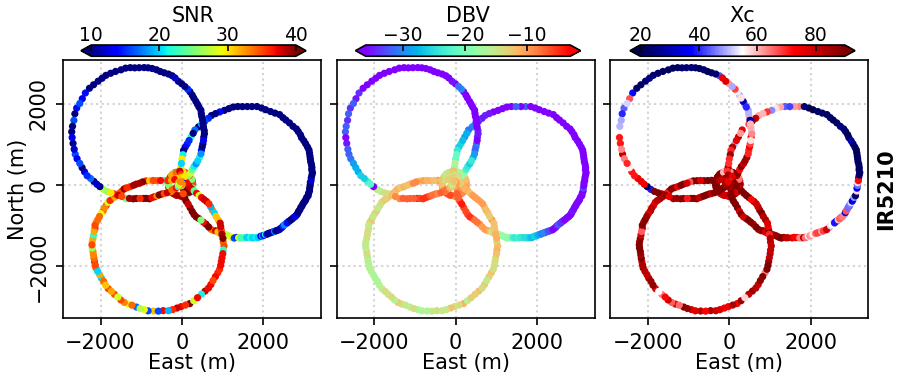 SNR DBV Xc
10 20 30 40 −30 −20 −10 20 40 60 80
North (m)
2000
0
−2000
IR5210
−2000 0 2000 −2000 0 2000 −2000 0 2000
East (m) East (m) East (m)